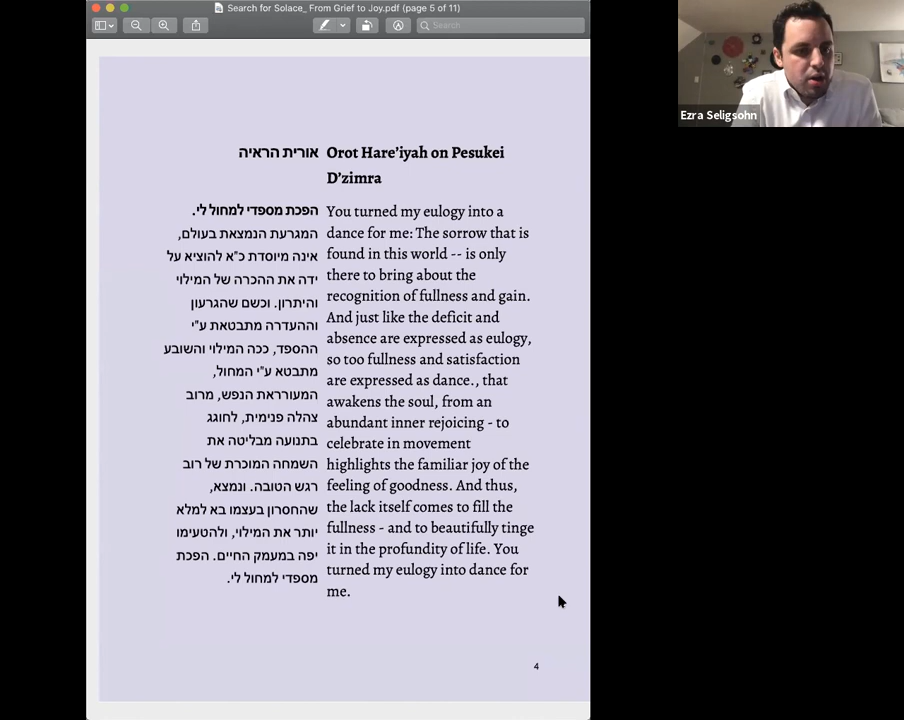 Search for Solace_ From Grief to Joy.pdf (page 5 of 11)
Search
Ezra Seligsohn
אורית הראיה
Orot Hare'iyah on Pesukei
D'zimra
הפכת מספדי למחול לי.
המגרעת הנמצאת בעולם,
אינה מיוסדת כ"א להוציא על
ידה את ההכרה של המילוי
והיתרון. וכשם שהגרעון
וההעדרה מתבטאת ע"י
ההספד, ככה המילוי והשובע
מתבטא ע"י המחול,
המעורראת הנפש, מרוב
צהלה פנימית, לחוגג
בתנועה מבליטה את
השמחה המוכרת של רוב
רגש הטובה. ונמצא,
שהחסרון בעצמו בא למלא
יותר את המילוי, ולהטעימו
יפה במעמק החיים. הפכת
מספדי למחול לי.
You turned my eulogy into a
dance for me: The sorrow that is
found in this world -- is only
there to bring about the
recognition of fullness and gain.
And just like the deficit and
absence are expressed as eulogy,
so too fullness and satisfaction
are expressed as dance., that
awakens the soul, from an
abundant inner rejoicing - to
celebrate in movement
highlights the familiar joy of the
feeling of goodness. And thus,
the lack itself comes to fill the
fullness - and to beautifully tinge
it in the profundity of life. You
turned my eulogy into dance for
me.
4